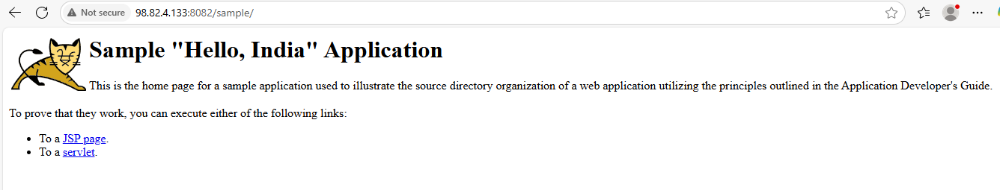 Not secure 98.82.4.133:8082/sample/
Sample "Hello, India" Application
This is the home page for a sample application used to illustrate the source directory organization of a web application utilizing the principles outlined in the Application Developer's Guide.
To prove that they work, you can execute either of the following links:
• To a JSP page.
• To a servlet.